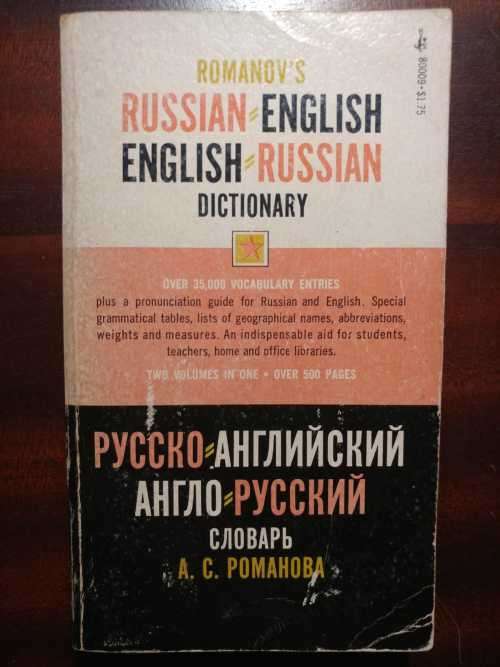 80009·$1.75
ROMANOV'S
RUSSIAN=ENGLISH
ENGLISH=RUSSIAN
DICTIONARY
OVER 35,000 VOCABULARY ENTRIES
plus a pronunciation guide for Russian and English. Special
grammatical tables, lists of geographical names, abbreviations,
weights and measures. An indispensable aid for students,
teachers, home and office libraries.
TWO VOLUMES IN ONE • OVER 500 PAGES
РУССКО=АНГЛИЙСКИЙ
АНГЛО=РУССКИЙ
СЛОВАРЬ
А. С. РОМАНОВА